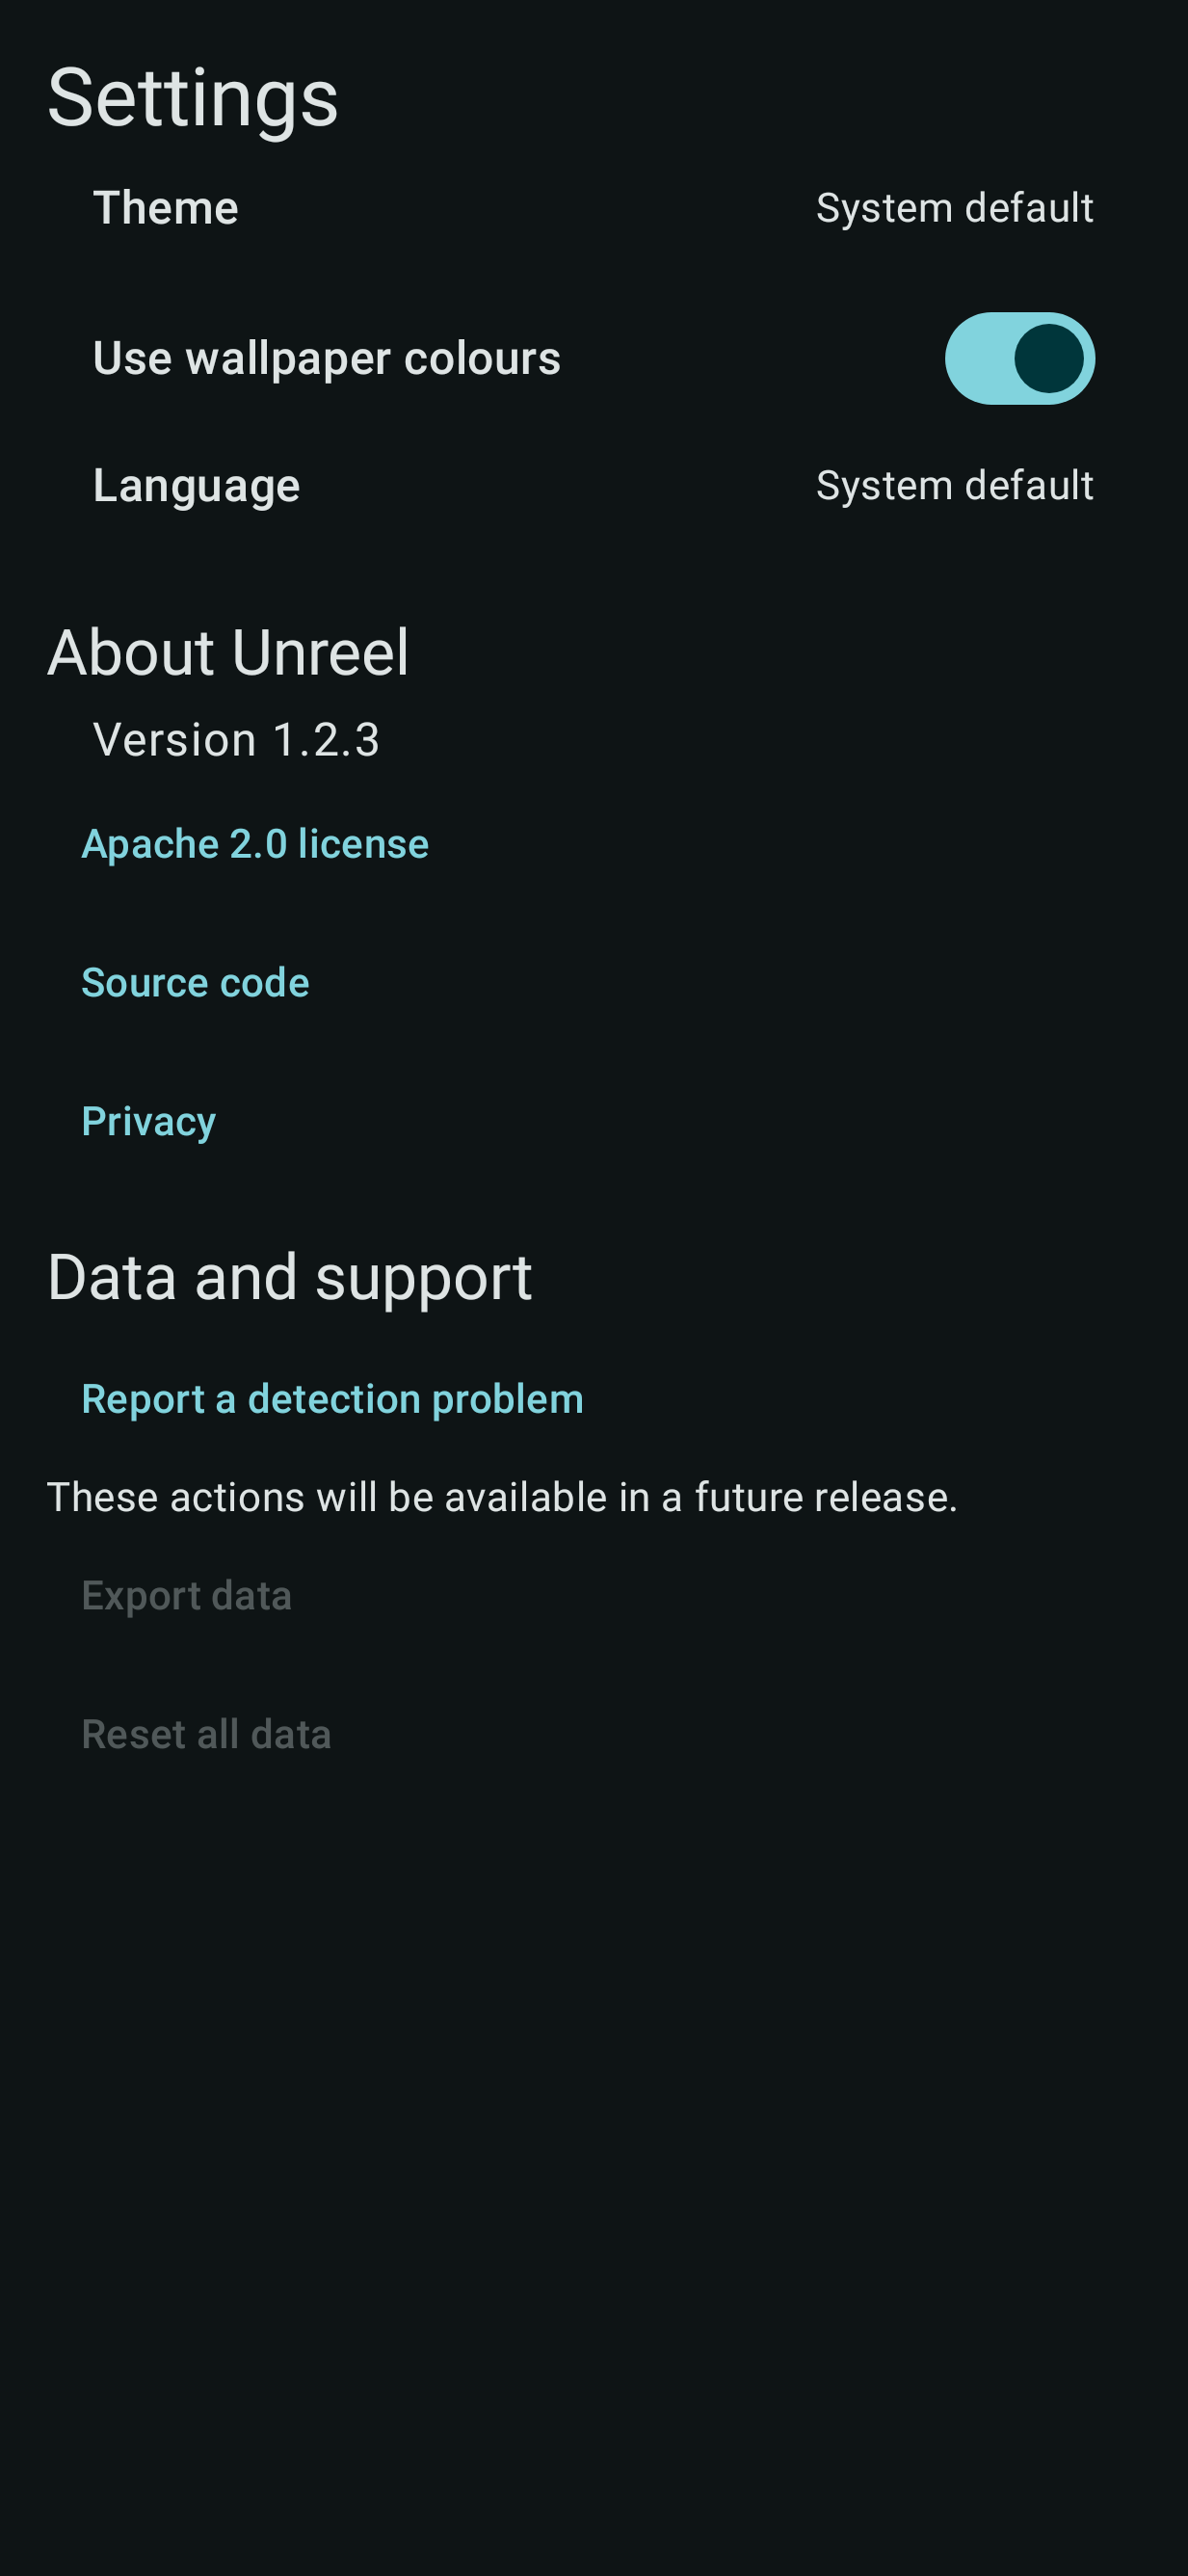 Settings
Theme
System default
Use wallpaper colours
Language
System default
About Unreel
Version 1.2.3
Apache 2.0 license
Source code
Privacy
Data and support
Report a detection problem
These actions will be available in a future release.
Export data
Reset all data